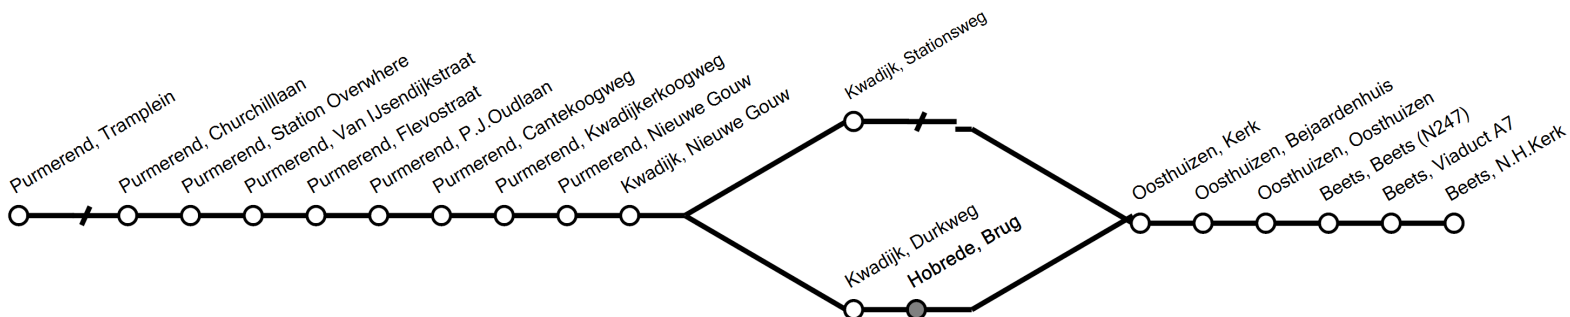 Purmerend, Tramplein
Purmerend, Churchilllaan
Purmerend, Station Overwhere
Purmerend, Van IJsendijkstraat
Purmerend, Flevostraat
Purmerend, P.J.Oudlaan
Purmerend, Cantekoogweg
Purmerend, Kwadijkerkoogweg
Purmerend, Nieuwe Gouw
Kwadijk, Nieuwe Gouw
Kwadijk, Stationsweg
Kwadijk, Durkweg
Hobrede, Brug
Oosthuizen, Kerk
Oosthuizen, Bejaardenhuis
Oosthuizen, Oosthuizen
Beets, Beets (N247)
Beets, Viaduct A7
Beets, N.H.Kerk